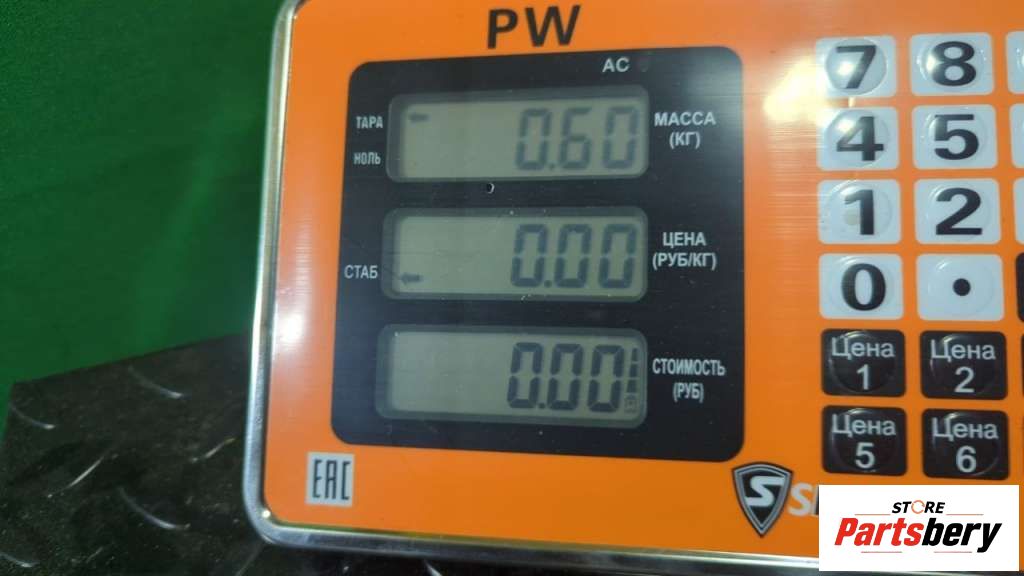 PW
AC
ТАРА
НОЛЬ
0.60
МАССА
(КГ)
СТАБ
0.00
ЦЕНА
(РУБ/КГ)
0.00
СТОИМОСТЬ
(РУБ)
7 8
4 5
1 2
0 .
Цена
1
Цена
2
Цена
5
Цена
6
EAC
S
STORE
Partsbery